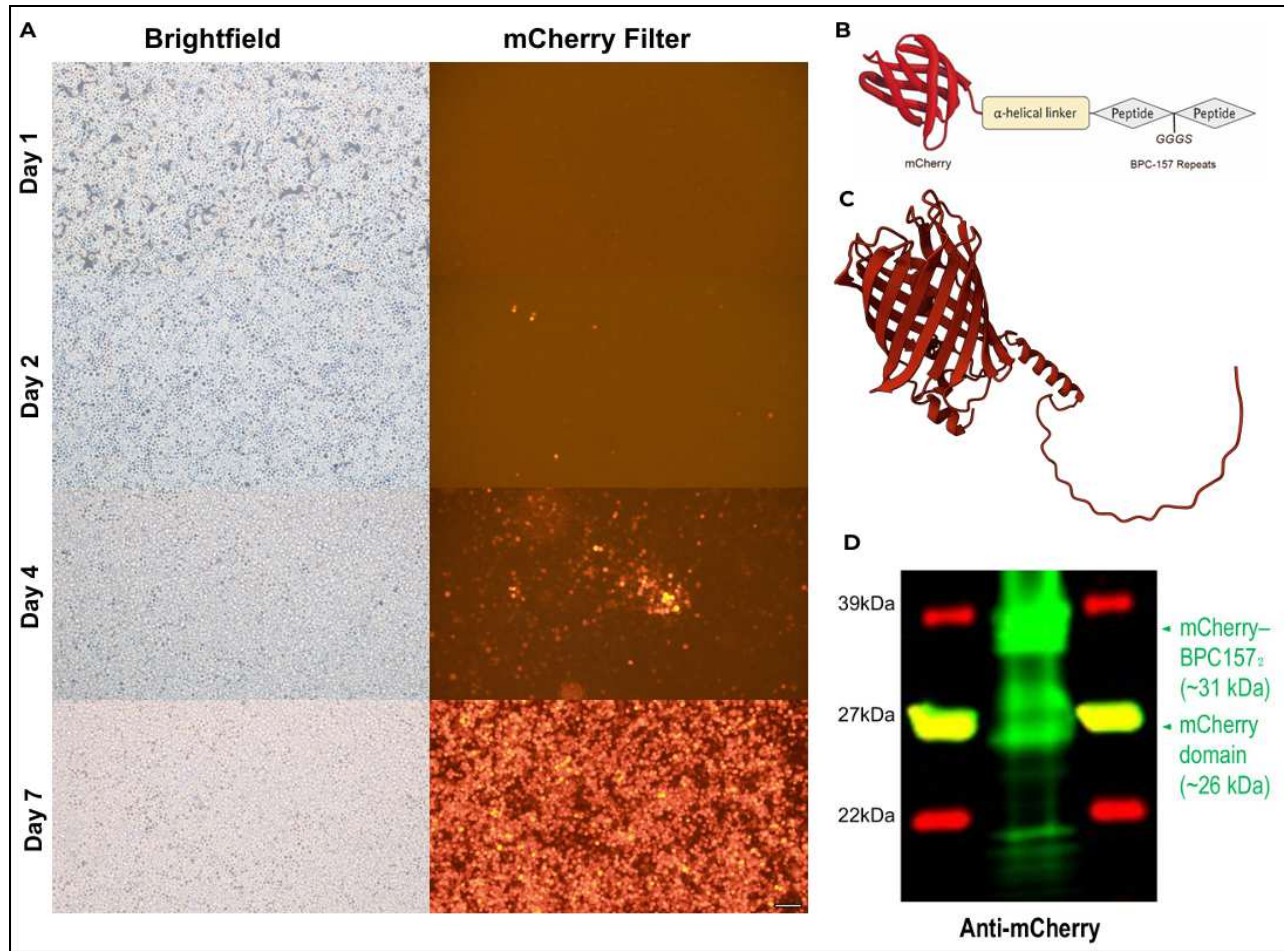 A
Brightfield
mCherry Filter
Day 1
Day 2
Day 4
Day 7
B
mCherry
α-helical linker
Peptide
Peptide
GGGS
BPC-157 Repeats
C
D
39kDa
27kDa
22kDa
mCherry–
BPC157₂
(~31 kDa)
mCherry
domain
(~26 kDa)
Anti-mCherry